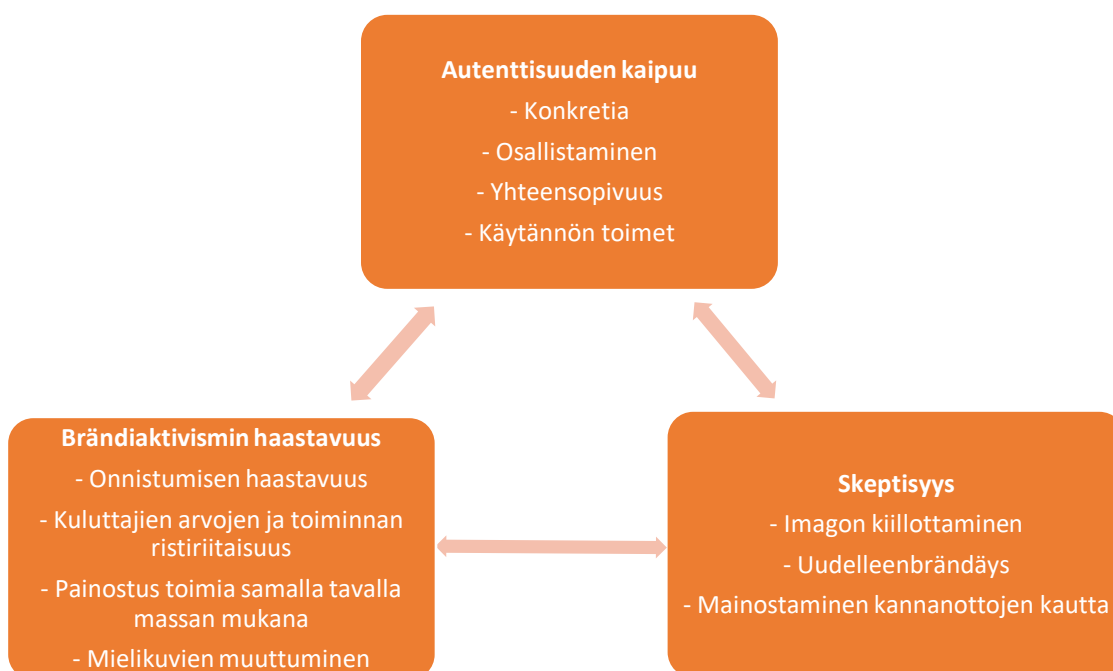 Autenttisuuden kaipuu
- Konkretia
- Osallistaminen
- Yhteensopivuus
- Käytännön toimet
Brändiaktivismin haastavuus
- Onnistumisen haastavuus
- Kuluttajien arvojen ja toiminnan
ristiriitaisuus
- Painostus toimia samalla tavalla
massan mukana
- Mielikuvien muuttuminen
Skeptisyys
- Imagon kiillottaminen
- Uudelleenbrändäys
- Mainostaminen kannanottojen kautta